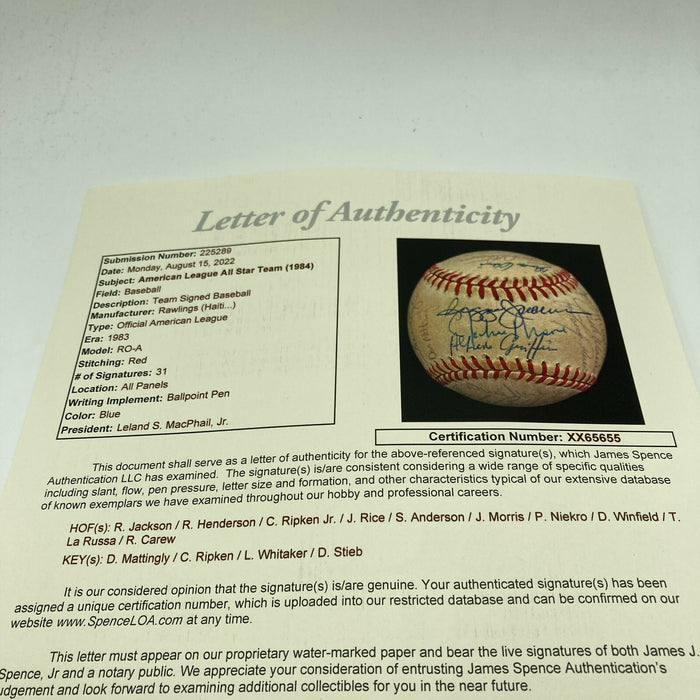 Letter of Authenticity
Submission Number: 225289
Date: Monday, August 15, 2022
Subject: American League All Star Team (1984)
Field: Baseball
Description: Team Signed Baseball
Manufacturer: Rawlings (Haiti...)
Type: Official American League
Era: 1983
Model: RO-A
Stitching: Red
# of Signatures: 31
Location: All Panels
Writing Implement: Ballpoint Pen
Color: Blue
President: Leland S. MacPhail, Jr.
Reggie Jackson
Alfredo Griffin
Certification Number: XX65655
This document shall serve as a letter of authenticity for the above-referenced signature(s), which James Spence
Authentication LLC has examined. The signature(s) is/are consistent considering a wide range of specific qualities
including slant, flow, pen pressure, letter size and formation, and other characteristics typical of our extensive database
of known exemplars we have examined throughout our hobby and professional careers.
HOF(s): R. Jackson / R. Henderson / C. Ripken Jr. / J. Rice / S. Anderson / J. Morris / P. Niekro / D. Winfield / T.
La Russa / R. Carew
KEY(s): D. Mattingly / C. Ripken / L. Whitaker / D. Stieb
It is our considered opinion that the signature(s) is/are genuine. Your authenticated signature(s) has been
assigned a unique certification number, which is uploaded into our restricted database and can be confirmed on our
website www.SpenceLOA.com at any time.
This letter must appear on our proprietary water-marked paper and bear the live signatures of both James J.
Spence, Jr and a notary public. We appreciate your consideration of entrusting James Spence Authentication's
udgement and look forward to examining additional collectibles for you in the near future.